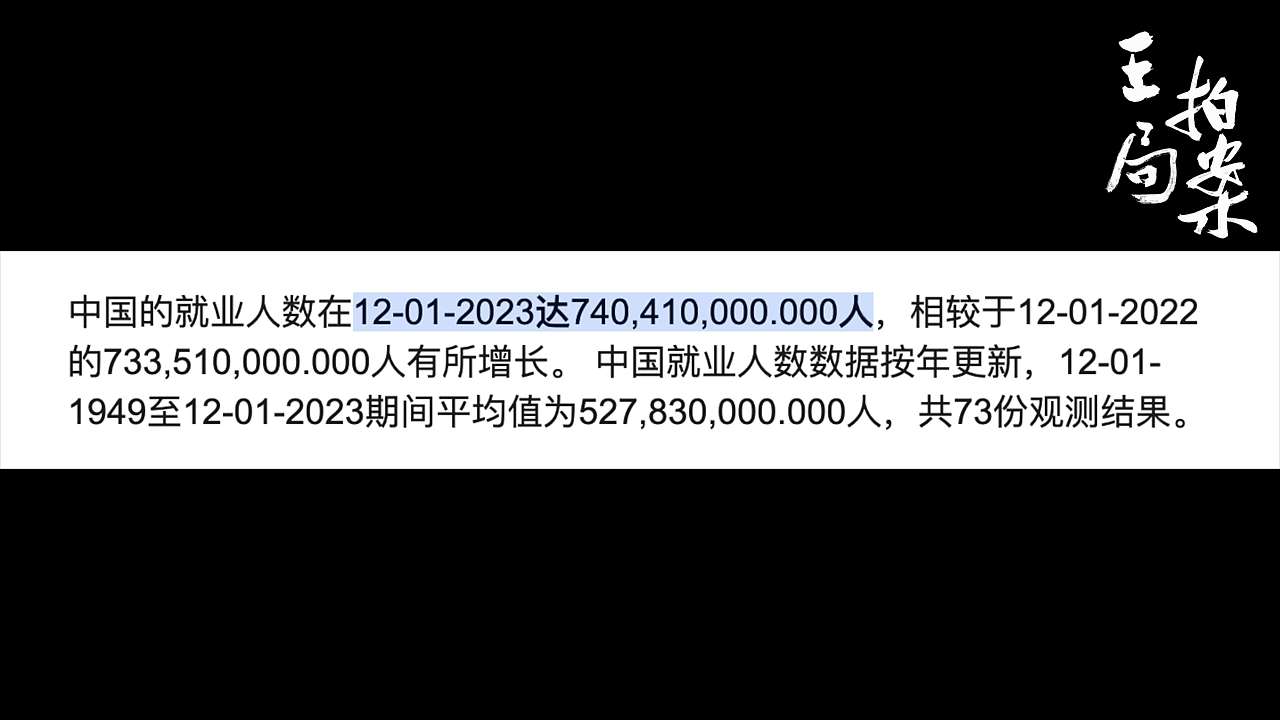 王局
拍案
中国的就业人数在12-01-2023达740,410,000.000人，相较于12-01-2022
的733,510,000.000人有所增长。 中国就业人数数据按年更新，12-01-
1949至12-01-2023期间平均值为527,830,000.000人，共73份观测结果。